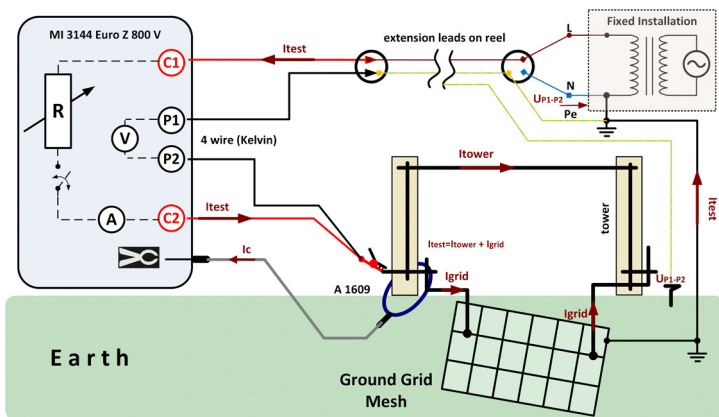 MI 3144 Euro Z 800 V
Itest
extension leads on reel
L
Fixed Installation
C1
R
P1
V
P2
4 wire (Kelvin)
N
UP1-P2
Pe
Itower
tower
Itest
A
C2
Itest
Itest=Itower + Igrid
Ic
A 1609
Igrid
UP1-P2
Igrid
Earth
Ground Grid
Mesh